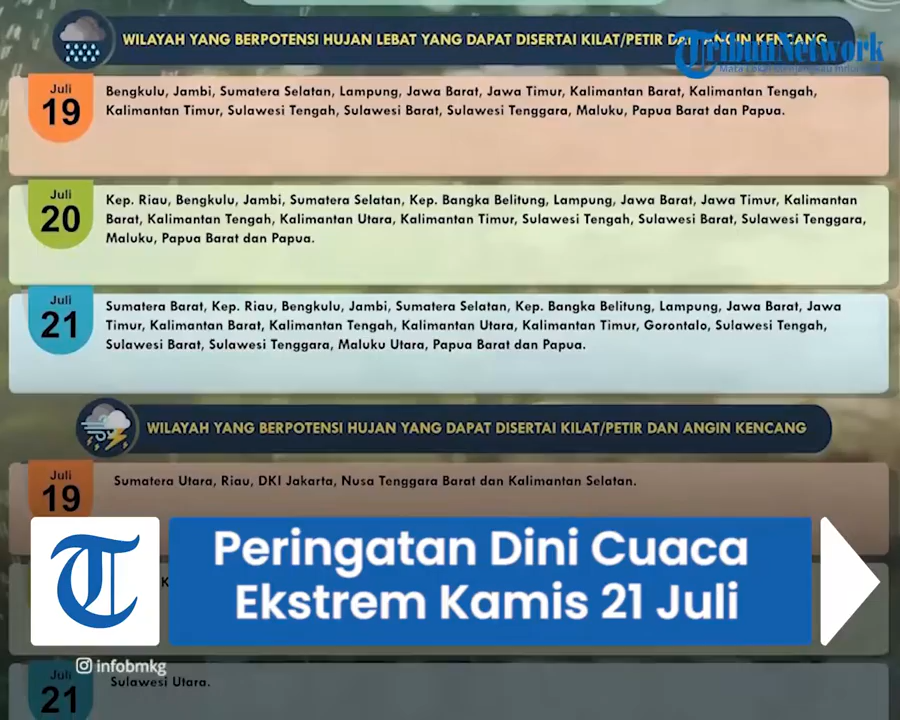 WILAYAH YANG BERPOTENSI HUJAN LEBAT YANG DAPAT DISERTAI KILAT/PETIR DAN ANGIN KENCANG
TribunNetwork
Mata Lokal Menjangkau Indonesia
Juli
19
Bengkulu, Jambi, Sumatera Selatan, Lampung, Jawa Barat, Jawa Timur, Kalimantan Barat, Kalimantan Tengah,
Kalimantan Timur, Sulawesi Tengah, Sulawesi Barat, Sulawesi Tenggara, Maluku, Papua Barat dan Papua.
Juli
20
Kep. Riau, Bengkulu, Jambi, Sumatera Selatan, Kep. Bangka Belitung, Lampung, Jawa Barat, Jawa Timur, Kalimantan
Barat, Kalimantan Tengah, Kalimantan Utara, Kalimantan Timur, Sulawesi Tengah, Sulawesi Barat, Sulawesi Tenggara,
Maluku, Papua Barat dan Papua.
Juli
21
Sumatera Barat, Kep. Riau, Bengkulu, Jambi, Sumatera Selatan, Kep. Bangka Belitung, Lampung, Jawa Barat, Jawa
Timur, Kalimantan Barat, Kalimantan Tengah, Kalimantan Utara, Kalimantan Timur, Gorontalo, Sulawesi Tengah,
Sulawesi Barat, Sulawesi Tenggara, Maluku Utara, Papua Barat dan Papua.
WILAYAH YANG BERPOTENSI HUJAN YANG DAPAT DISERTAI KILAT/PETIR DAN ANGIN KENCANG
Juli
19
Sumatera Utara, Riau, DKI Jakarta, Nusa Tenggara Barat dan Kalimantan Selatan.
T
Peringatan Dini Cuaca
Ekstrem Kamis 21 Juli
infobmkg
Juli
21
Sulawesi Utara.